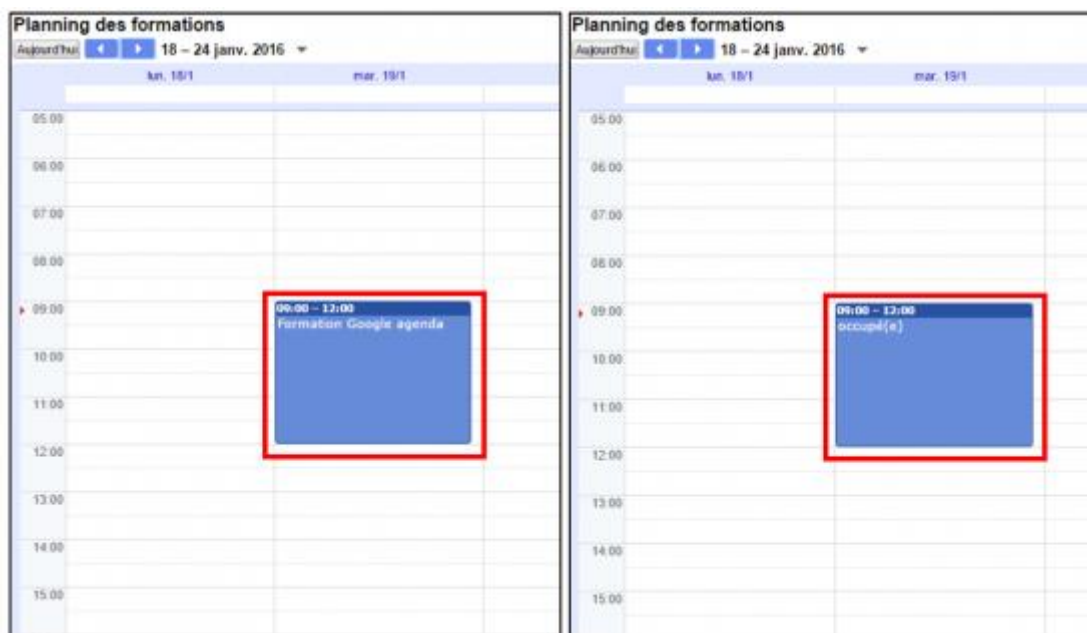 Planning des formations
Aujourd'hui 18 – 24 janv. 2016
lun. 18/1 mar. 19/1
05:00
06:00
07:00
08:00
09:00
10:00
11:00
12:00
13:00
14:00
15:00
09:00 – 12:00
Formation Google agenda
Planning des formations
Aujourd'hui 18 – 24 janv. 2016
lun. 18/1 mar. 19/1
05:00
06:00
07:00
08:00
09:00
10:00
11:00
12:00
13:00
14:00
15:00
09:00 – 12:00
occupé(e)